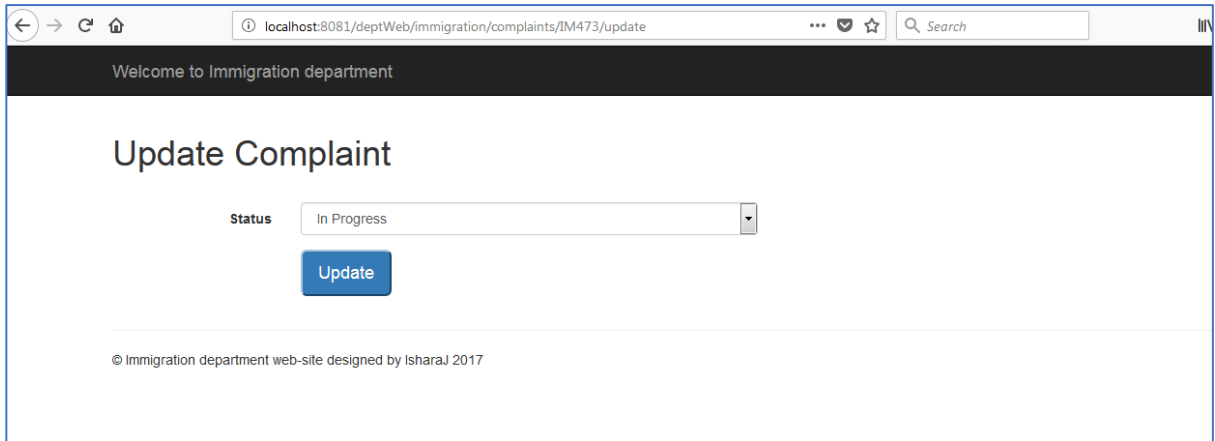 localhost:8081/deptWeb/immigration/complaints/IM473/update
Search
Welcome to Immigration department
Update Complaint
Status In Progress
Update
© Immigration department web-site designed by IsharaJ 2017